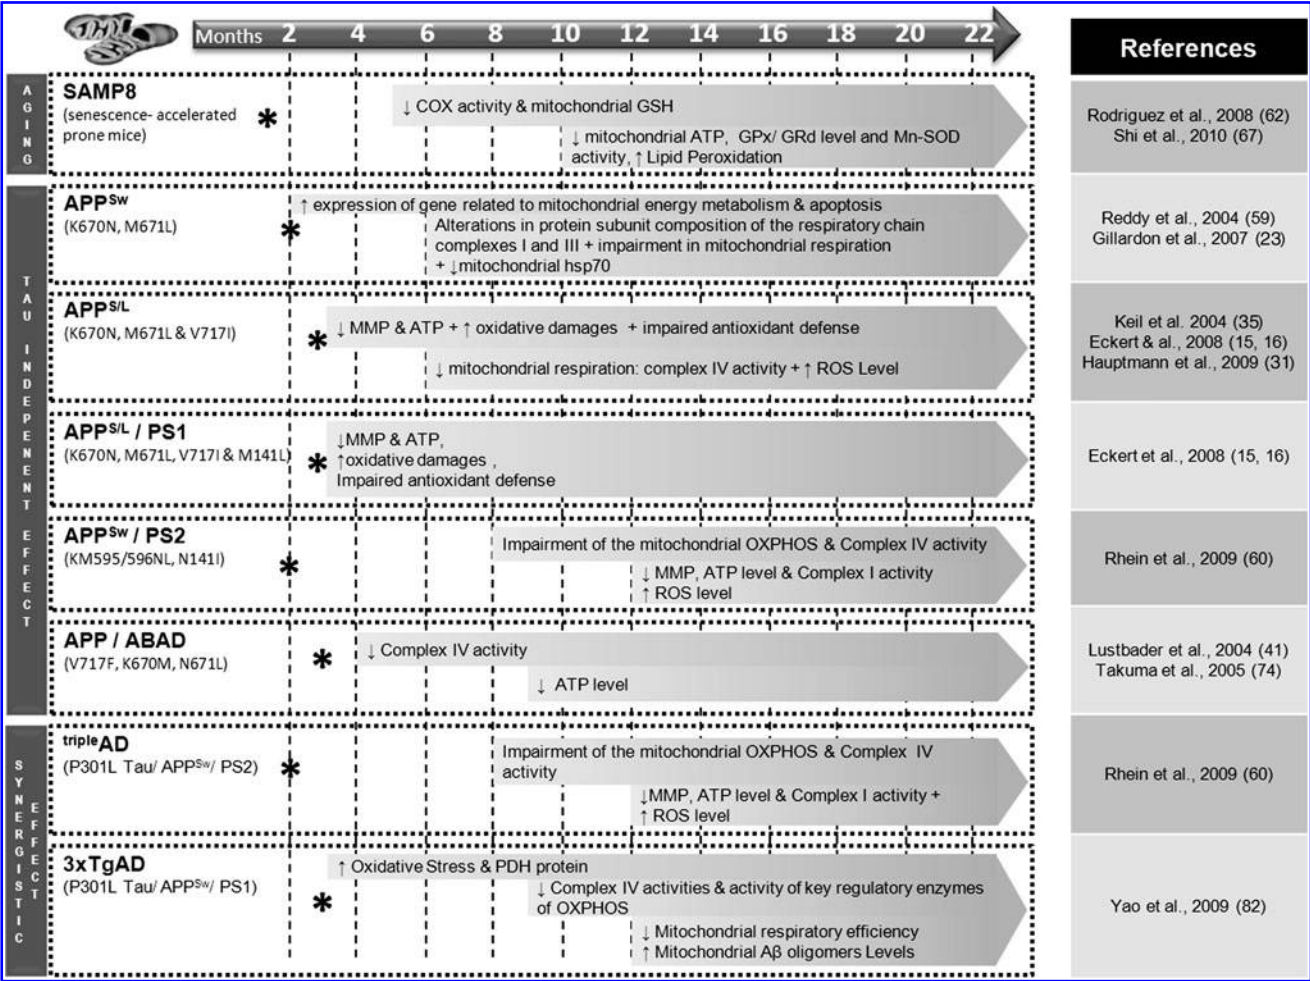 Months 2 4 6 8 10 12 14 16 18 20 22
References
AGING
SAMP8
(senescence- accelerated
prone mice)
*
↓ COX activity & mitochondrial GSH
↓ mitochondrial ATP, GPx/ GRd level and Mn-SOD
activity, ↑ Lipid Peroxidation
Rodriguez et al., 2008 (62)
Shi et al., 2010 (67)
TAU INDEPENENT EFFECT
APPSw
(K670N, M671L)
*
↑ expression of gene related to mitochondrial energy metabolism & apoptosis
Alterations in protein subunit composition of the respiratory chain
complexes I and III + impairment in mitochondrial respiration
+ ↓mitochondrial hsp70
Reddy et al., 2004 (59)
Gillardon et al., 2007 (23)
APPS/L
(K670N, M671L & V717I)
*
↓ MMP & ATP + ↑ oxidative damages + impaired antioxidant defense
↓ mitochondrial respiration: complex IV activity + ↑ ROS Level
Keil et al. 2004 (35)
Eckert & al., 2008 (15, 16)
Hauptmann et al., 2009 (31)
APPS/L / PS1
(K670N, M671L, V717I & M141L)
*
↓MMP & ATP,
↑oxidative damages ,
Impaired antioxidant defense
Eckert et al., 2008 (15, 16)
APPSw / PS2
(KM595/596NL, N141I)
*
Impairment of the mitochondrial OXPHOS & Complex IV activity
↓ MMP, ATP level & Complex I activity
↑ ROS level
Rhein et al., 2009 (60)
APP / ABAD
(V717F, K670M, N671L)
*
↓ Complex IV activity
↓ ATP level
Lustbader et al., 2004 (41)
Takuma et al., 2005 (74)
SYNERGISTIC
EFFECT
tripleAD
(P301L Tau/ APPSw/ PS2)
*
Impairment of the mitochondrial OXPHOS & Complex IV
activity
↓MMP, ATP level & Complex I activity +
↑ ROS level
Rhein et al., 2009 (60)
3xTgAD
(P301L Tau/ APPSw/ PS1)
*
↑ Oxidative Stress & PDH protein
↓ Complex IV activities & activity of key regulatory enzymes
of OXPHOS
↓ Mitochondrial respiratory efficiency
↑ Mitochondrial Aβ oligomers Levels
Yao et al., 2009 (82)